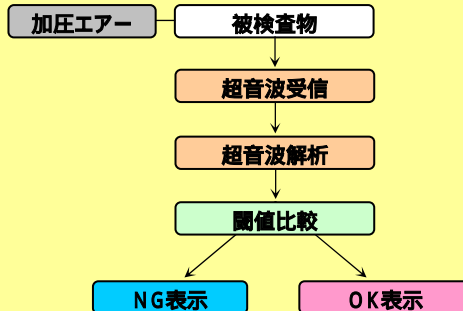 加圧エアー
被検査物
超音波受信
超音波解析
閾値比較
ＮＧ表示
ＯＫ表示